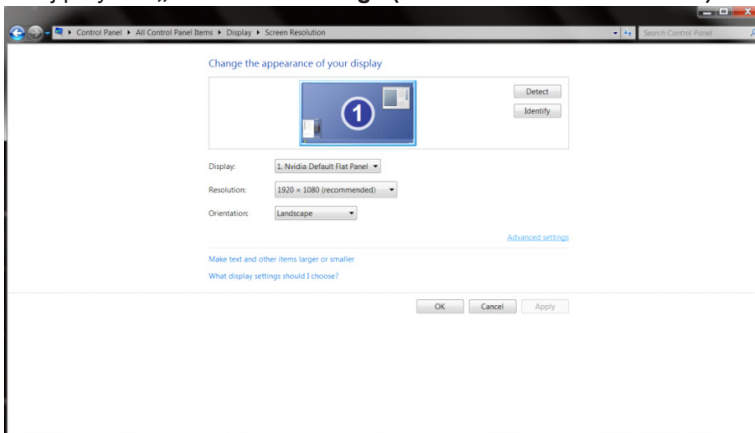 Control Panel ▸ All Control Panel Items ▸ Display ▸ Screen Resolution
Search Control Panel
Change the appearance of your display
1
Detect
Identify
Display: 1. Nvidia Default Flat Panel
Resolution: 1920 × 1080 (recommended)
Orientation: Landscape
Advanced settings
Make text and other items larger or smaller
What display settings should I choose?
OK Cancel Apply